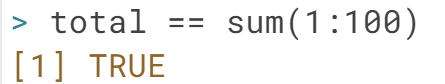 > total == sum(1:100)
[1] TRUE